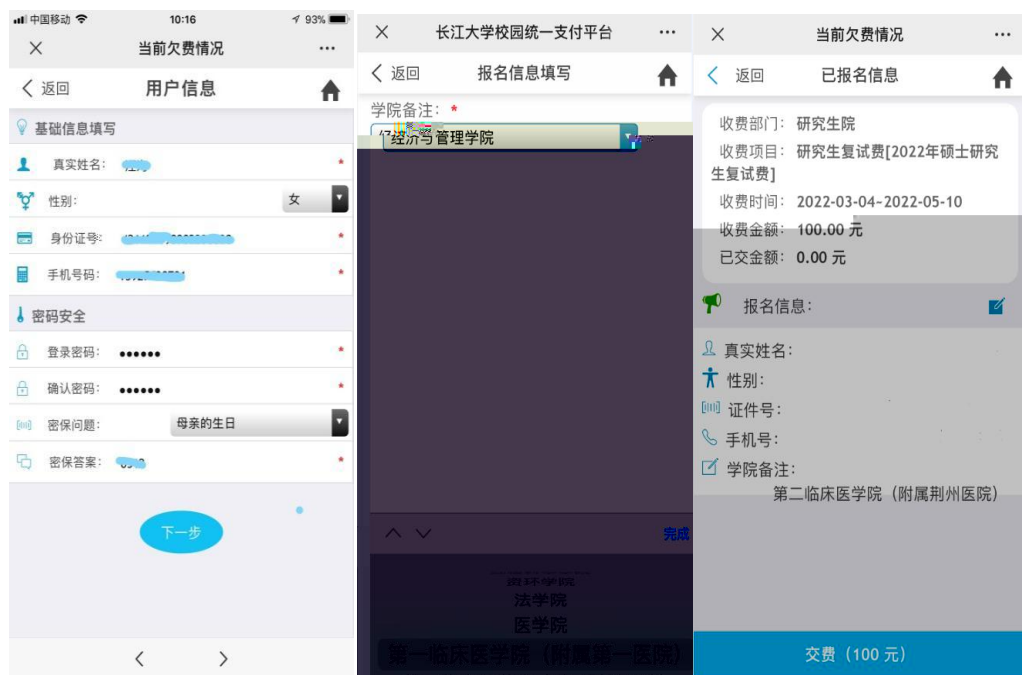 中国移动 10:16 93%
当前欠费情况
返回 用户信息
基础信息填写
真实姓名: *
性别: 女
身份证号: *
手机号码: *
密码安全
登录密码: •••••• *
确认密码: •••••• *
密保问题: 母亲的生日
密保答案: *
下一步
长江大学校园统一支付平台
返回 报名信息填写
学院备注: *
经济与管理学院
完成
资环学院
法学院
医学院
第一临床医学院(附属第一医院)
当前欠费情况
返回 已报名信息
收费部门: 研究生院
收费项目: 研究生复试费[2022年硕士研究
生复试费]
收费时间: 2022-03-04~2022-05-10
收费金额: 100.00 元
已交金额: 0.00 元
报名信息:
真实姓名:
性别:
证件号:
手机号:
学院备注:
第二临床医学院(附属荆州医院)
交费(100 元)